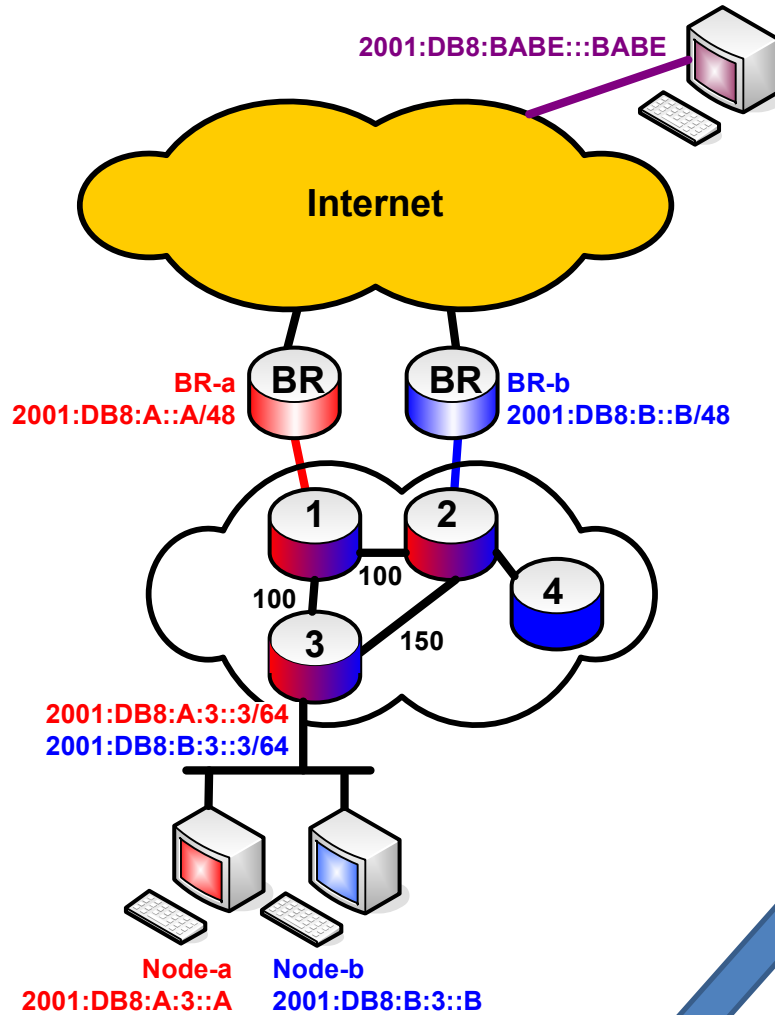 2001:DB8:BABE:::BABE
Internet
BR
BR
BR-a
2001:DB8:A::A/48
BR-b
2001:DB8:B::B/48
1
2
100
100
4
3
150
2001:DB8:A:3::3/64
2001:DB8:B:3::3/64
Node-a
2001:DB8:A:3::A
Node-b
2001:DB8:B:3::B